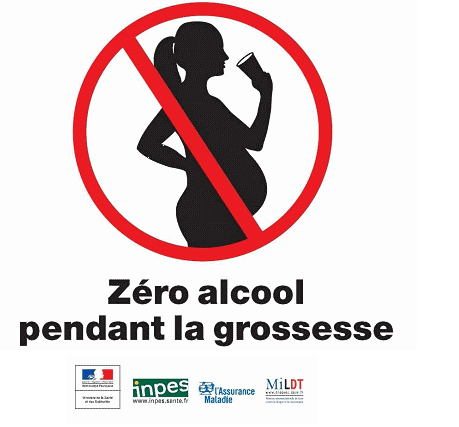 Zéro alcool
pendant la grossesse
inpes
www.inpes.sante.fr
l'Assurance
Maladie
MiLDT